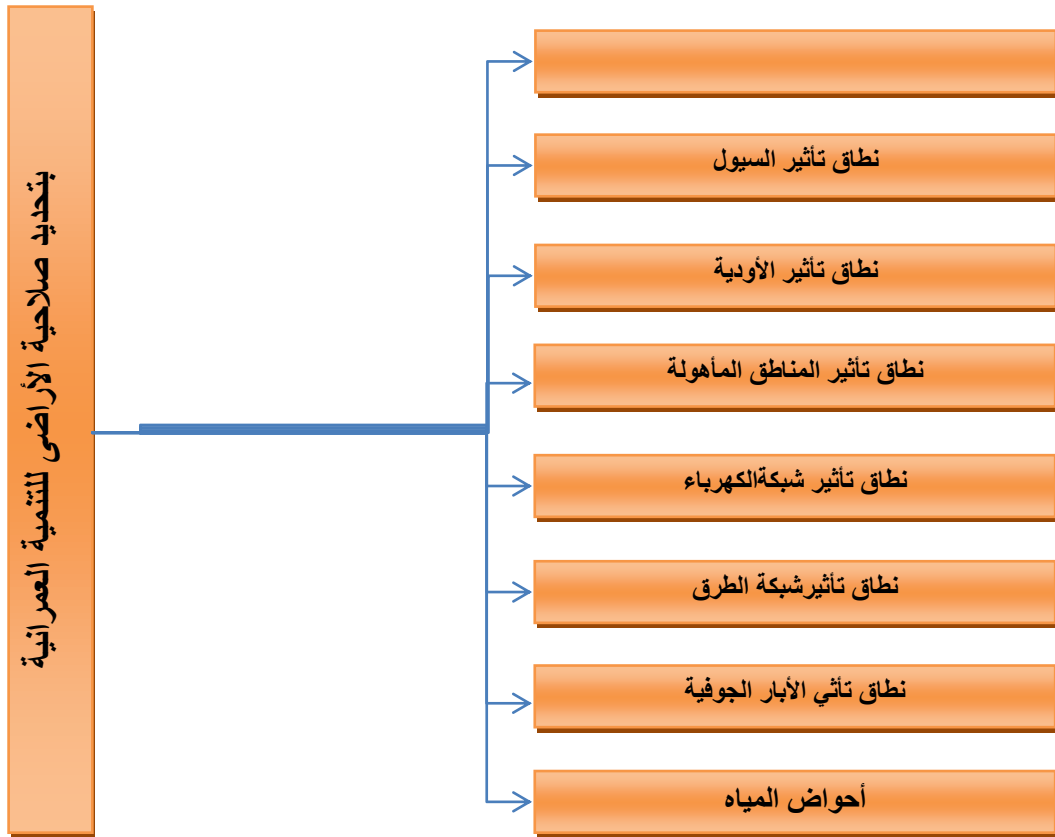 بتحديد صلاحية الأراضى للتنمية العمرانية
نطاق تأثير السيول
نطاق تأثير الأودية
نطاق تأثير المناطق المأهولة
نطاق تأثير شبكةالكهرباء
نطاق تأثيرشبكة الطرق
نطاق تأثي الأبار الجوفية
أحواض المياه